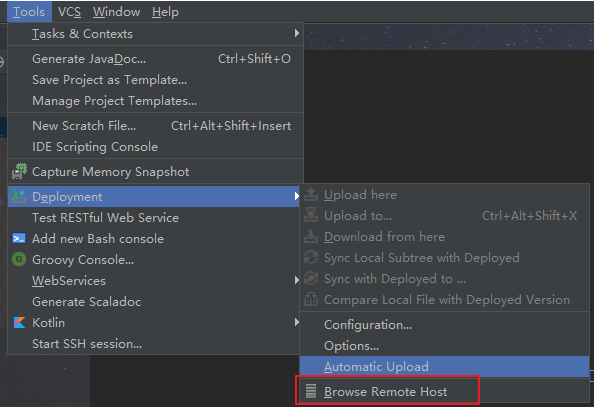 Tools VCS Window Help
Tasks & Contexts
Generate JavaDoc... Ctrl+Shift+O
Save Project as Template...
Manage Project Templates...
New Scratch File... Ctrl+Alt+Shift+Insert
IDE Scripting Console
Capture Memory Snapshot
Deployment
Test RESTful Web Service
Add new Bash console
Groovy Console...
WebServices
Generate Scaladoc
Kotlin
Start SSH session...
Upload here
Upload to... Ctrl+Alt+Shift+X
Download from here
Sync Local Subtree with Deployed
Sync with Deployed to ...
Compare Local File with Deployed Version
Configuration...
Options...
Automatic Upload
Browse Remote Host